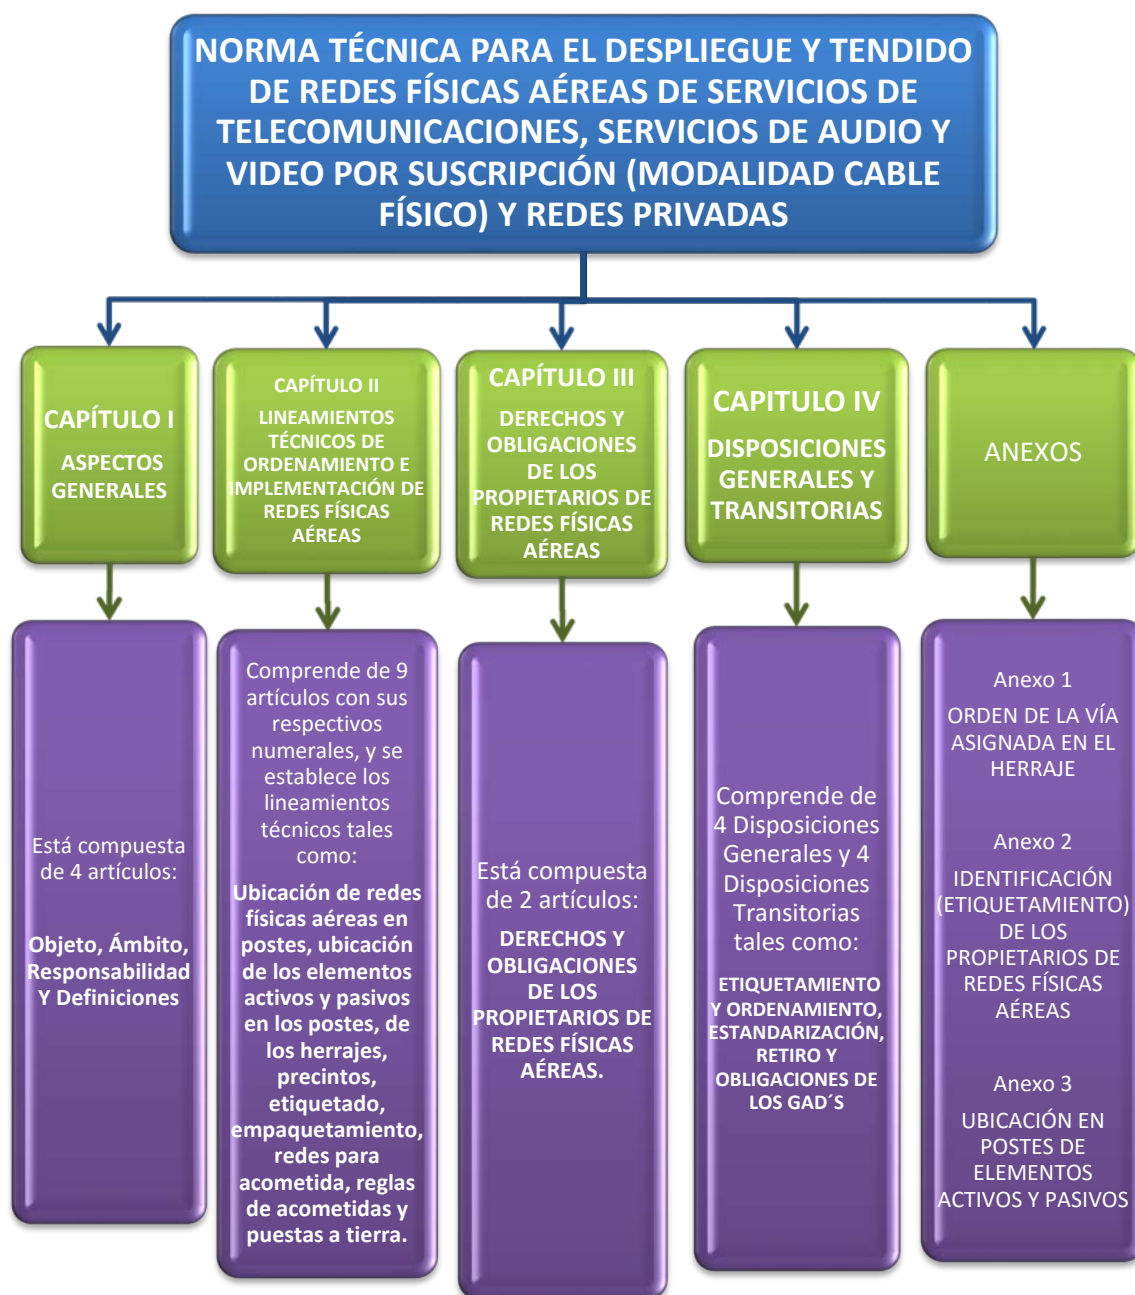 NORMA TÉCNICA PARA EL DESPLIEGUE Y TENDIDO
DE REDES FÍSICAS AÉREAS DE SERVICIOS DE
TELECOMUNICACIONES, SERVICIOS DE AUDIO Y
VIDEO POR SUSCRIPCIÓN (MODALIDAD CABLE
FÍSICO) Y REDES PRIVADAS
CAPÍTULO I
ASPECTOS
GENERALES
CAPÍTULO II
LINEAMIENTOS
TÉCNICOS DE
ORDENAMIENTO E
IMPLEMENTACIÓN DE
REDES FÍSICAS
AÉREAS
CAPÍTULO III
DERECHOS Y
OBLIGACIONES
DE LOS
PROPIETARIOS DE
REDES FÍSICAS
AÉREAS
CAPITULO IV
DISPOSICIONES
GENERALES Y
TRANSITORIAS
ANEXOS
Está compuesta
de 4 artículos:
Objeto, Ámbito,
Responsabilidad
Y Definiciones
Comprende de 9
artículos con sus
respectivos
numerales, y se
establece los
lineamientos
técnicos tales
como:
Ubicación de redes
físicas aéreas en
postes, ubicación
de los elementos
activos y pasivos
en los postes, de
los herrajes,
precintos,
etiquetado,
empaquetamiento,
redes para
acometida, reglas
de acometidas y
puestas a tierra.
Está compuesta
de 2 artículos:
DERECHOS Y
OBLIGACIONES
DE LOS
PROPIETARIOS DE
REDES FÍSICAS
AÉREAS.
Comprende de
4 Disposiciones
Generales y 4
Disposiciones
Transitorias
tales como:
ETIQUETAMIENTO
Y ORDENAMIENTO,
ESTANDARIZACIÓN,
RETIRO Y
OBLIGACIONES DE
LOS GAD´S
Anexo 1
ORDEN DE LA VÍA
ASIGNADA EN EL
HERRAJE
Anexo 2
IDENTIFICACIÓN
(ETIQUETAMIENTO)
DE LOS
PROPIETARIOS DE
REDES FÍSICAS
AÉREAS
Anexo 3
UBICACIÓN EN
POSTES DE
ELEMENTOS
ACTIVOS Y PASIVOS